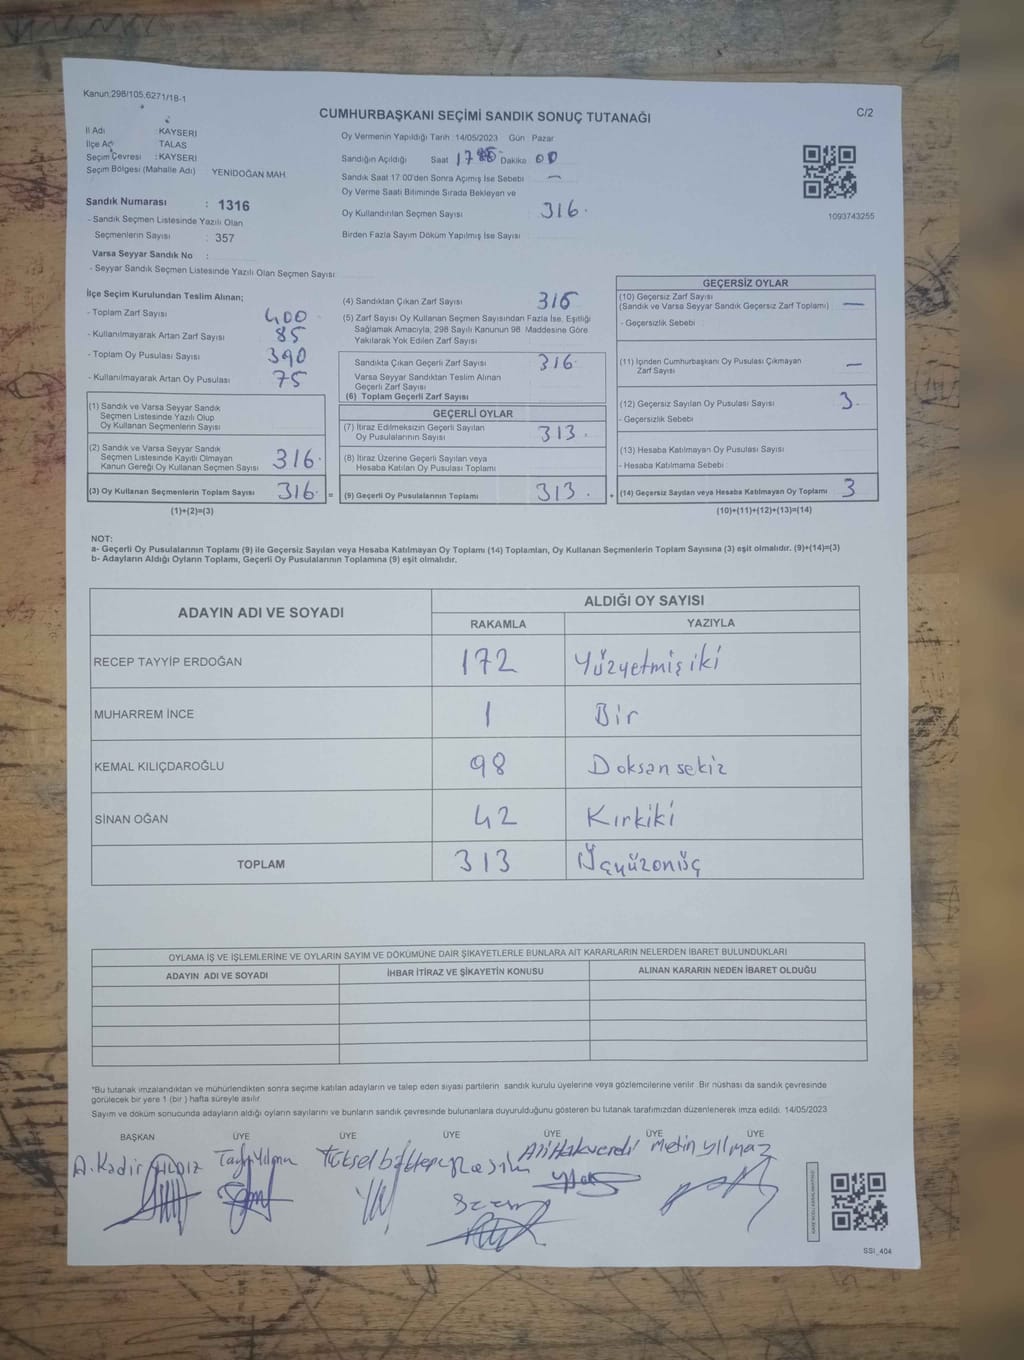 Kanun:298/105,6271/18-1
CUMHURBAŞKANI SEÇİMİ SANDIK SONUÇ TUTANAĞI
C/2
İl Adı :KAYSERİ
İlçe Adı TALAS
Seçim Çevresi :KAYSERİ
Seçim Bölgesi (Mahalle Adı) YENİDOĞAN MAH.
Sandık Numarası : 1316
- Sandık Seçmen Listesinde Yazılı Olan
Seçmenlerin Sayısı : 357
Varsa Seyyar Sandık No :
- Seyyar Sandık Seçmen Listesinde Yazılı Olan Seçmen Sayısı
Oy Vermenin Yapıldığı Tarih :14/05/2023 Gün : Pazar
Sandığın Açıldığı Saat Dakika 00
Sandık Saat 17:00'den Sonra Açımış İse Sebebi —
Oy Verme Saati Bitiminde Sırada Bekleyan ve
Oy Kullandırılan Seçmen Sayısı 316
Birden Fazla Sayım Döküm Yapılmış İse Sayısı
1093743255
İlçe Seçim Kurulundan Teslim Alınan;
- Toplam Zarf Sayısı 400
- Kullanılmayarak Artan Zarf Sayısı 85
- Toplam Oy Pusulası Sayısı 390
- Kullanılmayarak Artan Oy Pusulası 75
(1) Sandık ve Varsa Seyyar Sandık
Seçmen Listesinde Yazılı Olup
Oy Kullanan Seçmenlerin Sayısı
(2) Sandık ve Varsa Seyyar Sandık
Seçmen Listesinde Kayıtlı Olmayan
Kanun Gereği Oy Kullanan Seçmen Sayısı 316
(3) Oy Kullanan Seçmenlerin Toplam Sayısı 316 =
(1)+(2)=(3)
(4) Sandıktan Çıkan Zarf Sayısı 316
(5) Zarf Sayısı Oy Kullanan Seçmen Sayısından Fazla İse, Eşitliği
Sağlamak Amacıyla, 298 Sayılı Kanunun 98. Maddesine Göre
Yakılarak Yok Edilen Zarf Sayısı
Sandıkta Çıkan Geçerli Zarf Sayısı 316
Varsa Seyyar Sandıktan Teslim Alınan
Geçerli Zarf Sayısı
(6) Toplam Geçerli Zarf Sayısı
GEÇERLİ OYLAR
(7) İtiraz Edilmeksizin Geçerli Sayılan
Oy Pusulalarının Sayısı 313
(8) İtiraz Üzerine Geçerli Sayılan veya
Hesaba Katılan Oy Pusulası Toplamı
(9) Geçerli Oy Pusulalarının Toplamı 313 +
GEÇERSİZ OYLAR
(10) Geçersiz Zarf Sayısı
(Sandık ve Varsa Seyyar Sandık Geçersiz Zarf Toplamı) —
- Geçersizlik Sebebi
(11) İçinden Cumhurbaşkanı Oy Pusulası Çıkmayan
Zarf Sayısı —
(12) Geçersiz Sayılan Oy Pusulası Sayısı 3
- Geçersizlik Sebebi
(13) Hesaba Katılmayan Oy Pusulası Sayısı
- Hesaba Katılmama Sebebi
(14) Geçersiz Sayılan veya Hesaba Katılmayan Oy Toplamı 3
(10)+(11)+(12)+(13)=(14)
NOT:
a- Geçerli Oy Pusulalarının Toplamı (9) ile Geçersiz Sayılan veya Hesaba Katılmayan Oy Toplamı (14) Toplamları, Oy Kullanan Seçmenlerin Toplam Sayısına (3) eşit olmalıdır. (9)+(14)=(3)
b- Adayların Aldığı Oyların Toplamı, Geçerli Oy Pusulalarının Toplamına (9) eşit olmalıdır.
ADAYIN ADI VE SOYADI
ALDIĞI OY SAYISI
RAKAMLA YAZIYLA
RECEP TAYYİP ERDOĞAN 172 Yüzyetmişiki
MUHARREM İNCE 1 Bir
KEMAL KILIÇDAROĞLU 98 Doksansekiz
SİNAN OĞAN 42 Kırkiki
TOPLAM 313 Üçyüzonüç
OYLAMA İŞ VE İŞLEMLERİNE VE OYLARIN SAYIM VE DÖKÜMÜNE DAİR ŞİKAYETLERLE BUNLARA AİT KARARLARIN NELERDEN İBARET BULUNDUKLARI
ADAYIN ADI VE SOYADI İHBAR İTİRAZ VE ŞİKAYETİN KONUSU ALINAN KARARIN NEDEN İBARET OLDUĞU
*Bu tutanak imzalandıktan ve mühürlendikten sonra seçime katılan adayların ve talep eden siyasi partilerin sandık kurulu üyelerine veya gözlemcilerine verilir .Bir nüshası da sandık çevresinde
görülecek bir yere 1 (bir ) hafta süreyle asılır.
Sayım ve döküm sonucunda adayların aldığı oyların sayılarını ve bunların sandık çevresinde bulunanlara duyurulduğunu gösteren bu tutanak tarafımızdan düzenlenerek imza edildi. 14/05/2023
BAŞKAN ÜYE ÜYE ÜYE ÜYE ÜYE ÜYE
A.Kadir YILDIZ Yılmaz Yüksel Rasim Ali Hakverdi Metin Yılmaz
SSI_404